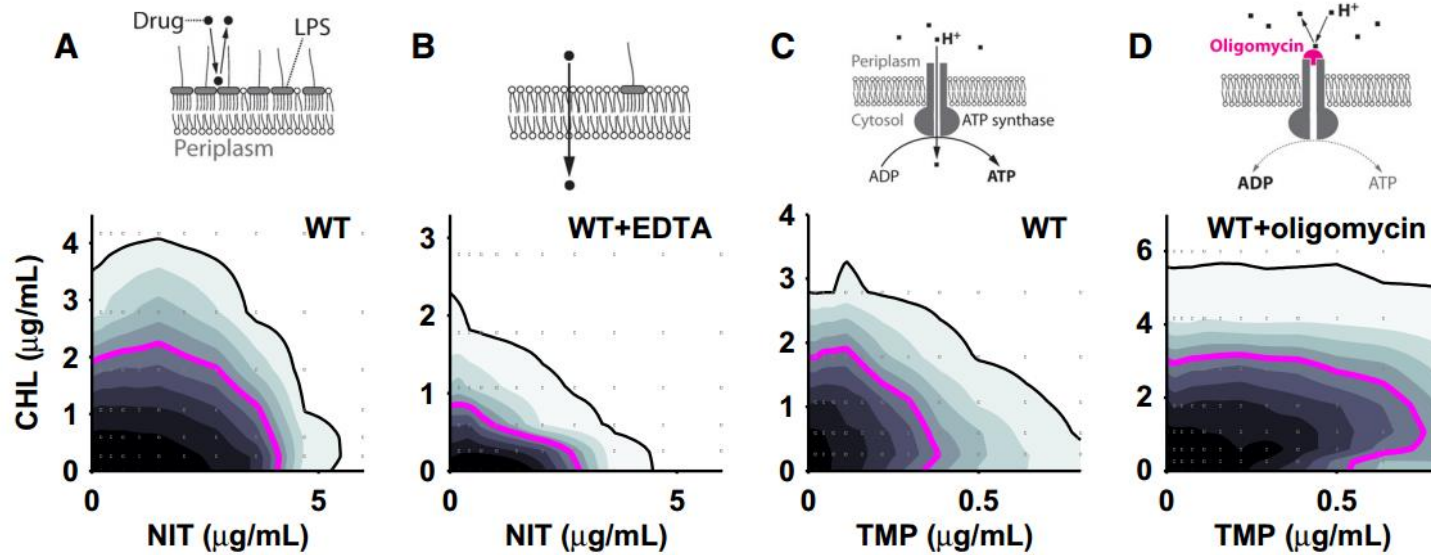 A
Drug
LPS
Periplasm
WT
CHL (μg/mL)
4
3
2
1
0
0
5
NIT (μg/mL)
B
WT+EDTA
3
2
1
0
0
5
NIT (μg/mL)
C
H+
Periplasm
Cytosol
ATP synthase
ADP
ATP
WT
4
3
2
1
0
0
0.5
TMP (μg/mL)
D
H+
Oligomycin
ADP
ATP
WT+oligomycin
6
4
2
0
0
0.5
TMP (μg/mL)